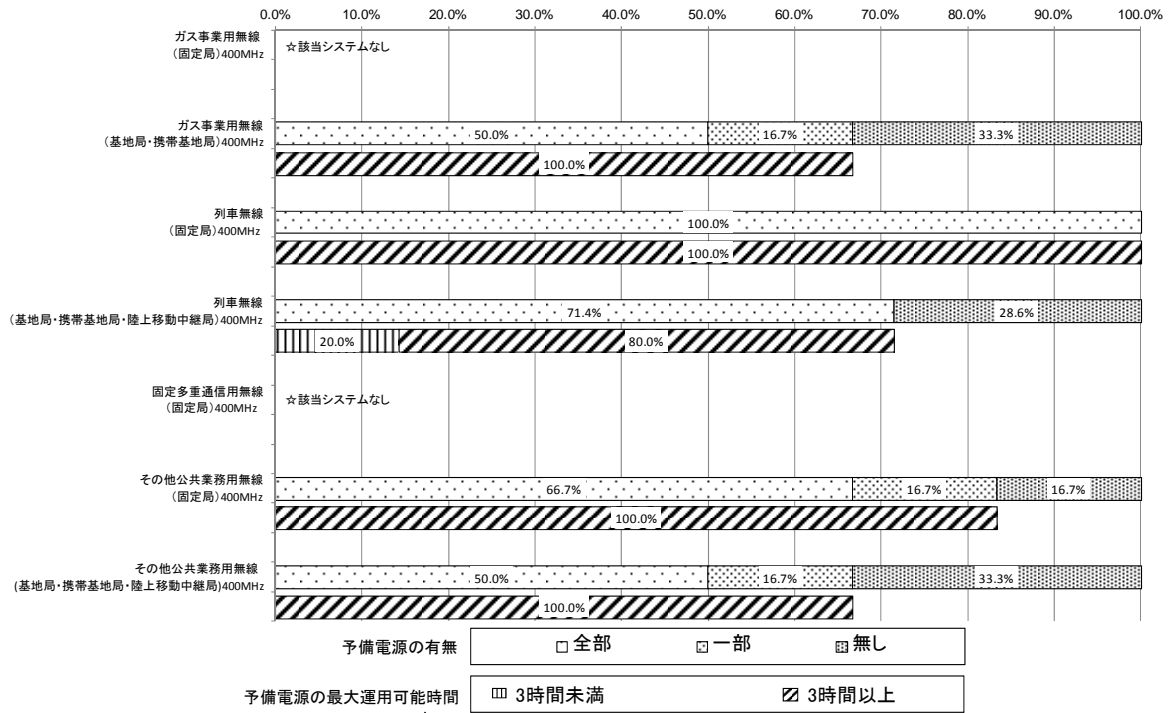 0.0% 10.0% 20.0% 30.0% 40.0% 50.0% 60.0% 70.0% 80.0% 90.0% 100.0%
ガス事業用無線
(固定局)400MHz
☆該当システムなし
ガス事業用無線
(基地局・携帯基地局)400MHz
50.0% 16.7% 33.3%
100.0%
列車無線
(固定局)400MHz
100.0%
100.0%
列車無線
(基地局・携帯基地局・陸上移動中継局)400MHz
71.4% 28.6%
20.0% 80.0%
固定多重通信用無線
(固定局)400MHz
☆該当システムなし
その他公共業務用無線
(固定局)400MHz
66.7% 16.7% 16.7%
100.0%
その他公共業務用無線
(基地局・携帯基地局・陸上移動中継局)400MHz
50.0% 16.7% 33.3%
100.0%
予備電源の有無 全部 一部 無し
予備電源の最大運用可能時間 3時間未満 3時間以上